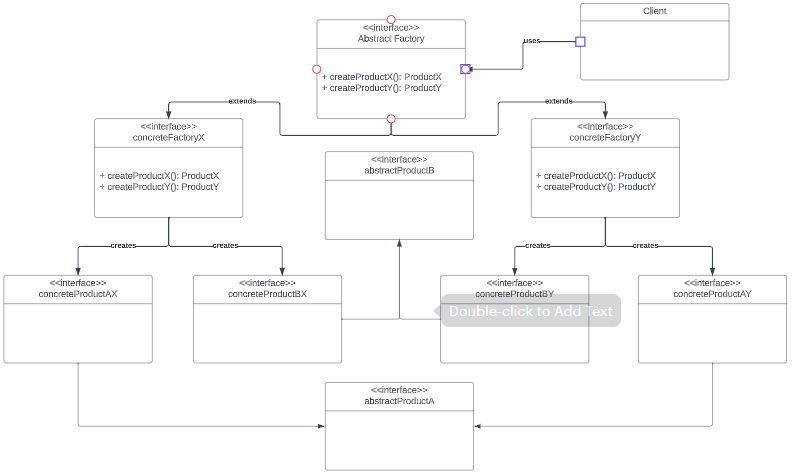 <<interface>>
Abstract Factory
+ createProductX(): ProductX
+ createProductY(): ProductY
Client
uses
extends
extends
<<interface>>
concreteFactoryX
+ createProductX(): ProductX
+ createProductY(): ProductY
<<interface>>
abstractProductB
<<interface>>
concreteFactoryY
+ createProductX(): ProductX
+ createProductY(): ProductY
creates
creates
creates
creates
<<interface>>
concreteProductAX
<<interface>>
concreteProductBX
<<interface>>
concreteProductBY
<<interface>>
concreteProductAY
Double-click to Add Text
<<interface>>
abstractProductA